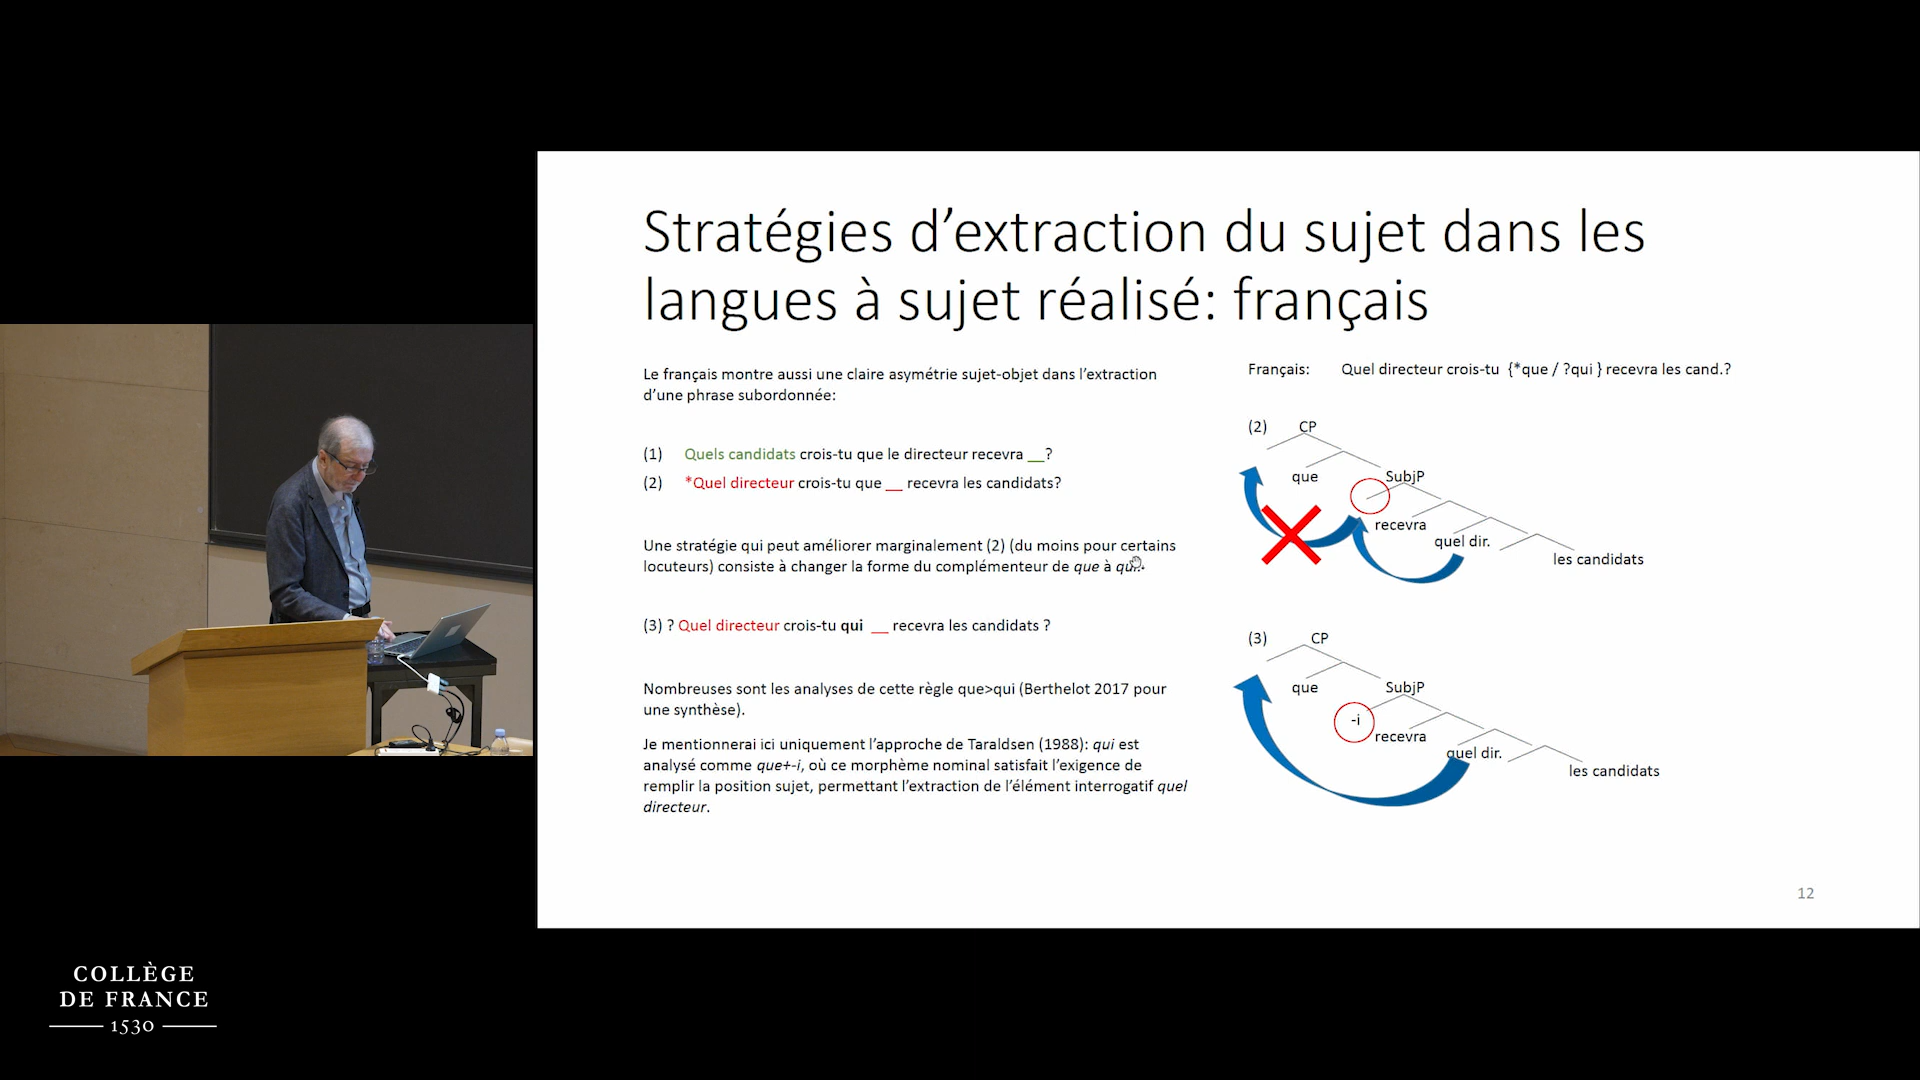 Stratégies d’extraction du sujet dans les
langues à sujet réalisé: français
Le français montre aussi une claire asymétrie sujet-objet dans l’extraction
d’une phrase subordonnée:
(1) Quels candidats crois-tu que le directeur recevra __?
(2) *Quel directeur crois-tu que __ recevra les candidats?
Une stratégie qui peut améliorer marginalement (2) (du moins pour certains
locuteurs) consiste à changer la forme du complémenteur de que à
(3) ? Quel directeur crois-tu qui __ recevra les candidats ?
Nombreuses sont les analyses de cette règle que>qui (Berthelot 2017 pour
une synthèse).
Je mentionnerai ici uniquement l’approche de Taraldsen (1988): qui est
analysé comme que+-i, où ce morphème nominal satisfait l’exigence de
remplir la position sujet, permettant l’extraction de l’élément interrogatif quel
directeur.
Français: Quel directeur crois-tu {*que / ?qui } recevra les cand.?
(2) CP
que SubjP
recevra
quel dir.
les candidats
(3) CP
que SubjP
-i
recevra
quel dir.
les candidats
12
COLLÈGE
DE FRANCE
1530